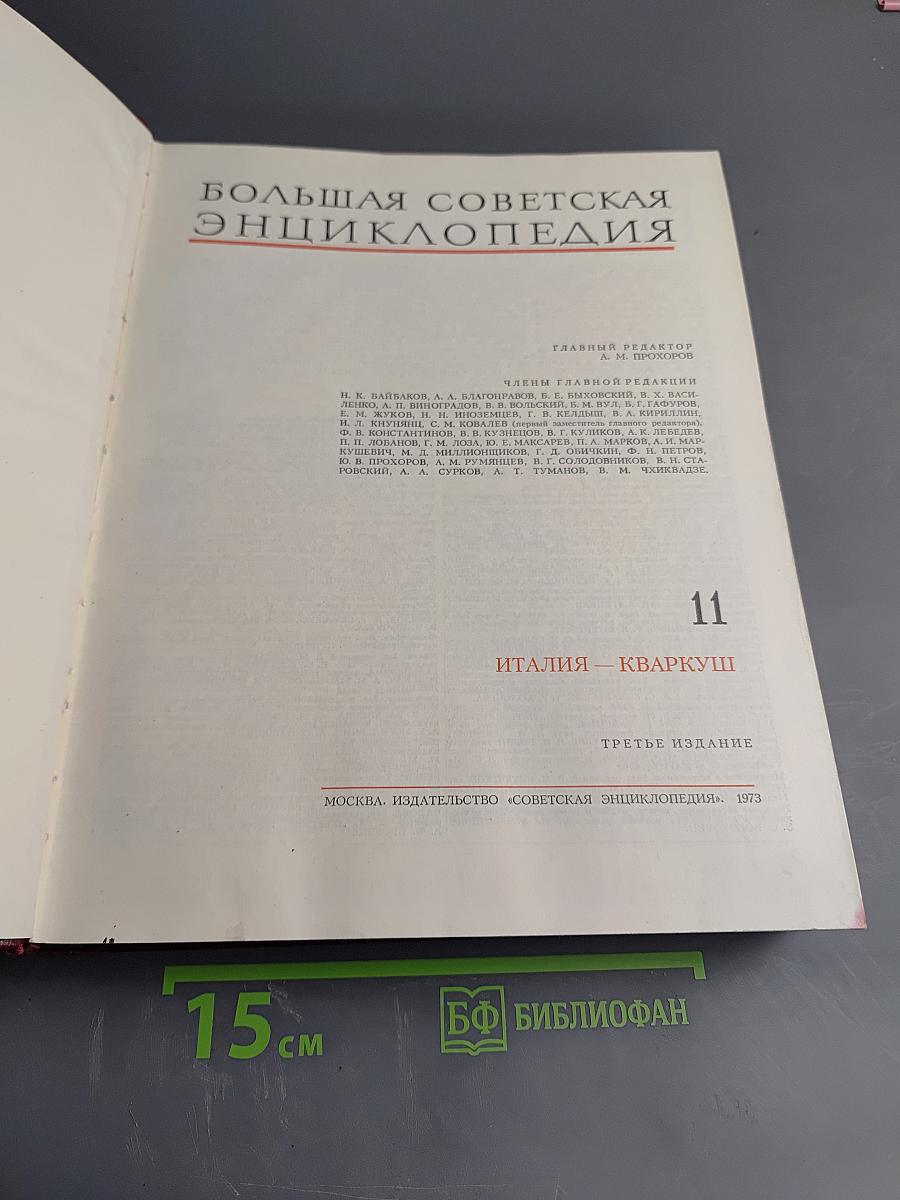 БОЛЬШАЯ СОВЕТСКАЯ
ЭНЦИКЛОПЕДИЯ
ГЛАВНЫЙ РЕДАКТОР
А. М. ПРОХОРОВ
ЧЛЕНЫ ГЛАВНОЙ РЕДАКЦИИ
Н. К. БАЙБАКОВ, А. А. БЛАГОНРАВОВ, Б. Е. БЫХОВСКИЙ, В. Х. ВАСИ-
ЛЕНКО, А. П. ВИНОГРАДОВ, В. В. ВОЛЬСКИЙ, Б. М. ВУЛ, Б. Г. ГАФУРОВ,
Е. М. ЖУКОВ, Н. Н. ИНОЗЕМЦЕВ, Г. В. КЕЛДЫШ, В. А. КИРИЛЛИН,
И. Л. КНУНЯНЦ, С. М. КОВАЛЕВ (первый заместитель главного редактора),
Ф. В. КОНСТАНТИНОВ, В. В. КУЗНЕЦОВ, В. Г. КУЛИКОВ, А. К. ЛЕБЕДЕВ,
П. П. ЛОБАНОВ, Г. М. ЛОЗА, Ю. Е. МАКСАРЕВ, П. А. МАРКОВ, А. И. МАР-
КУШЕВИЧ, М. Д. МИЛЛИОНЩИКОВ, Г. Д. ОБИЧКИН, Ф. Н. ПЕТРОВ,
Ю. В. ПРОХОРОВ, А. М. РУМЯНЦЕВ, В. Г. СОЛОДОВНИКОВ, В. Н. СТА-
РОВСКИЙ, А. А. СУРКОВ, А. Т. ТУМАНОВ, В. М. ЧХИКВАДЗЕ.
11
ИТАЛИЯ — КВАРКУШ
ТРЕТЬЕ ИЗДАНИЕ
МОСКВА. ИЗДАТЕЛЬСТВО «СОВЕТСКАЯ ЭНЦИКЛОПЕДИЯ». 1973
15 см
БФ БИБЛИОФАН